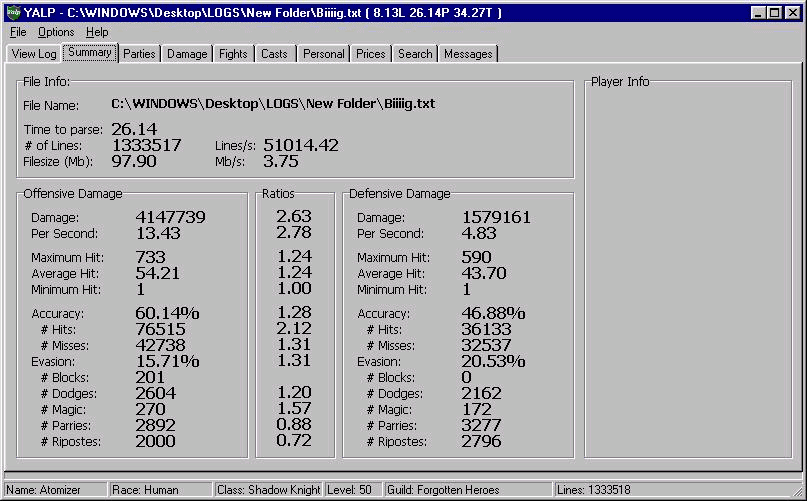 YALP - C:\WINDOWS\Desktop\LOGS\New Folder\Biiiig.txt ( 8.13L 26.14P 34.27T )
File Options Help
View Log Summary Parties Damage Fights Casts Personal Prices Search Messages
File Info:
File Name: C:\WINDOWS\Desktop\LOGS\New Folder\Biiiig.txt
Time to parse: 26.14
# of Lines: 1333517 Lines/s: 51014.42
Filesize (Mb): 97.90 Mb/s: 3.75
Player Info
Offensive Damage Ratios Defensive Damage
Damage: 4147739 2.63 Damage: 1579161
Per Second: 13.43 2.78 Per Second: 4.83
Maximum Hit: 733 1.24 Maximum Hit: 590
Average Hit: 54.21 1.24 Average Hit: 43.70
Minimum Hit: 1 1.00 Minimum Hit: 1
Accuracy: 60.14% 1.28 Accuracy: 46.88%
# Hits: 76515 2.12 # Hits: 36133
# Misses: 42738 1.31 # Misses: 32537
Evasion: 15.71% 1.31 Evasion: 20.53%
# Blocks: 201 # Blocks: 0
# Dodges: 2604 1.20 # Dodges: 2162
# Magic: 270 1.57 # Magic: 172
# Parries: 2892 0.88 # Parries: 3277
# Ripostes: 2000 0.72 # Ripostes: 2796
Name: Atomizer Race: Human Class: Shadow Knight Level: 50 Guild: Forgotten Heroes Lines: 1333518